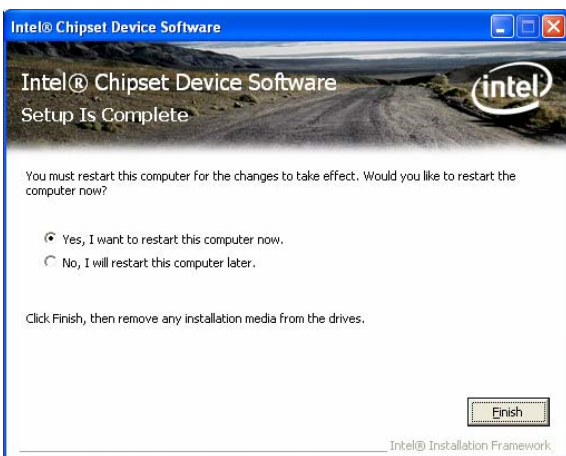 Intel® Chipset Device Software
Intel® Chipset Device Software
intel
Setup Is Complete
You must restart this computer for the changes to take effect. Would you like to restart the
computer now?
Yes, I want to restart this computer now.
No, I will restart this computer later.
Click Finish, then remove any installation media from the drives.
Finish
Intel® Installation Framework